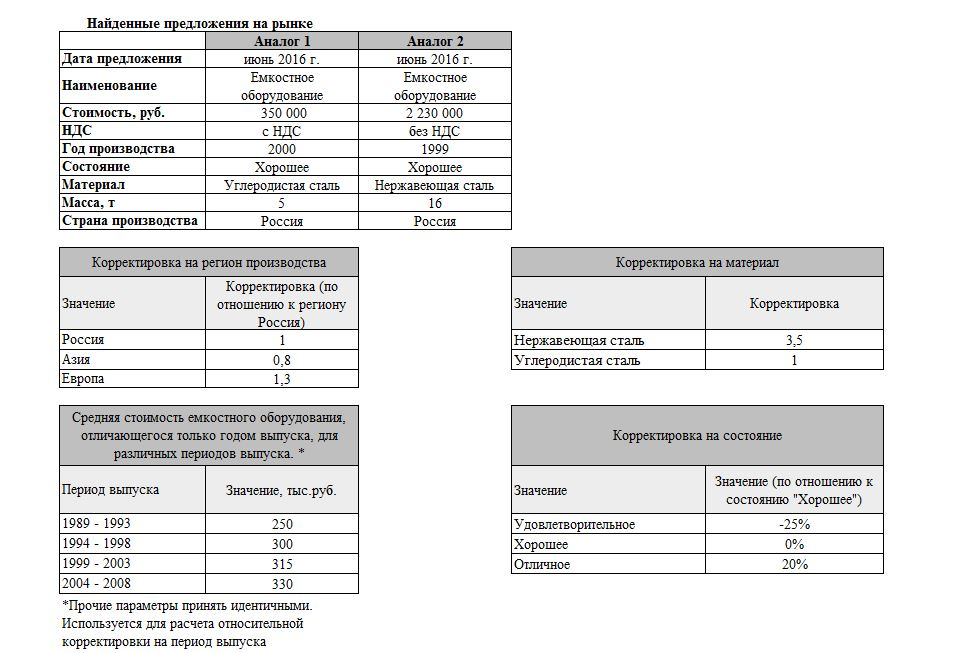 Найденные предложения на рынке
Аналог 1 Аналог 2
Дата предложения июнь 2016 г. июнь 2016 г.
Наименование Емкостное оборудование Емкостное оборудование
Стоимость, руб. 350 000 2 230 000
НДС с НДС без НДС
Год производства 2000 1999
Состояние Хорошее Хорошее
Материал Углеродистая сталь Нержавеющая сталь
Масса, т 5 16
Страна производства Россия Россия
Корректировка на регион производства
Значение Корректировка (по
отношению к региону
Россия)
Россия 1
Азия 0,8
Европа 1,3
Корректировка на материал
Значение Корректировка
Нержавеющая сталь 3,5
Углеродистая сталь 1
Средняя стоимость емкостного оборудования,
отличающегося только годом выпуска, для
различных периодов выпуска. *
Период выпуска Значение, тыс.руб.
1989 - 1993 250
1994 - 1998 300
1999 - 2003 315
2004 - 2008 330
*Прочие параметры принять идентичными.
Используется для расчета относительной
корректировки на период выпуска
Корректировка на состояние
Значение Значение (по отношению к
состоянию "Хорошее")
Удовлетворительное -25%
Хорошее 0%
Отличное 20%